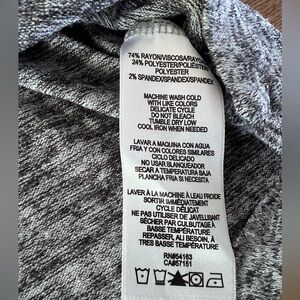 74% RAYON/VISCOSA/RAYO
24% POLYESTER/POLIÉST
POLYESTER
2% SPANDEX/SPANDEX/SPANDEX
MACHINE WASH COLD
WITH LIKE COLORS
DELICATE CYCLE
DO NOT BLEACH
TUMBLE DRY LOW
COOL IRON WHEN NEEDED
LAVAR A MAQUINA CON AGUA
FRIA Y CON COLORES SIMILARES
CICLO DELICADO
NO USAR BLANQUEADOR
SECAR A TEMPERATURA BAJA
PLANCHA FRIA SI NECESITA
LAVER À LA MACHINE À L'EAU FROIDE
SORTIR IMMÉDIATEMENT
CYCLE DÉLICAT
NE PAS UTILISER DE JAVELLISANT
SÉCHER PAR CULBUTAGE À
BASSE TEMPÉRATURE
REPASSER, AU BESOIN, À
TRES BASSE TEMPÉRATURE
RN#54163
CA#57151